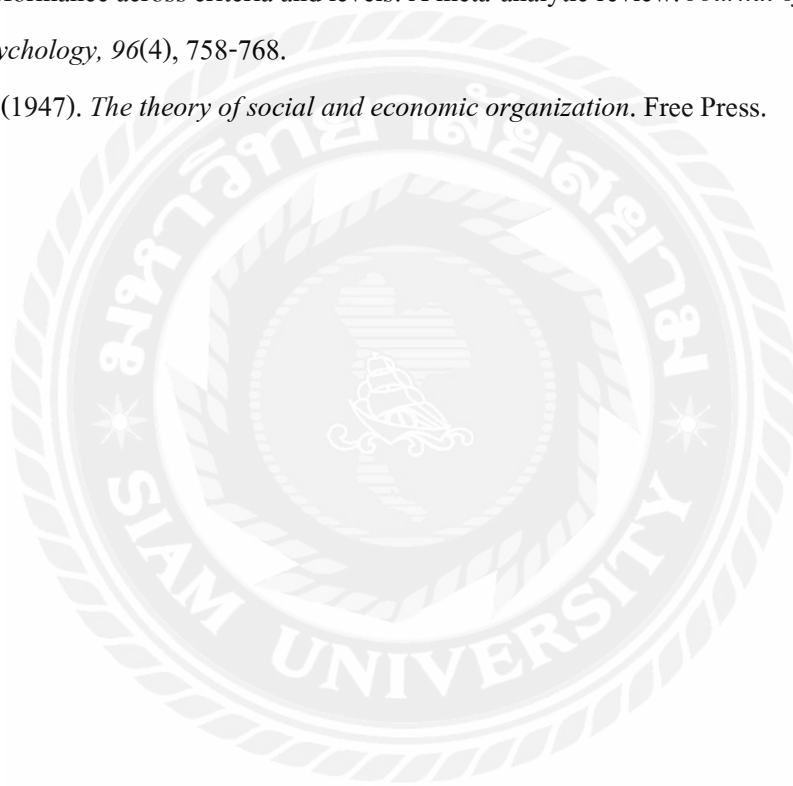 formance across criteria and levels: A meta-analytic review. Journal of
ychology, 96(4), 758-768.
(1947). The theory of social and economic organization. Free Press.
มหาวิทยาลัยสยาม
SIAM UNIVERSITY